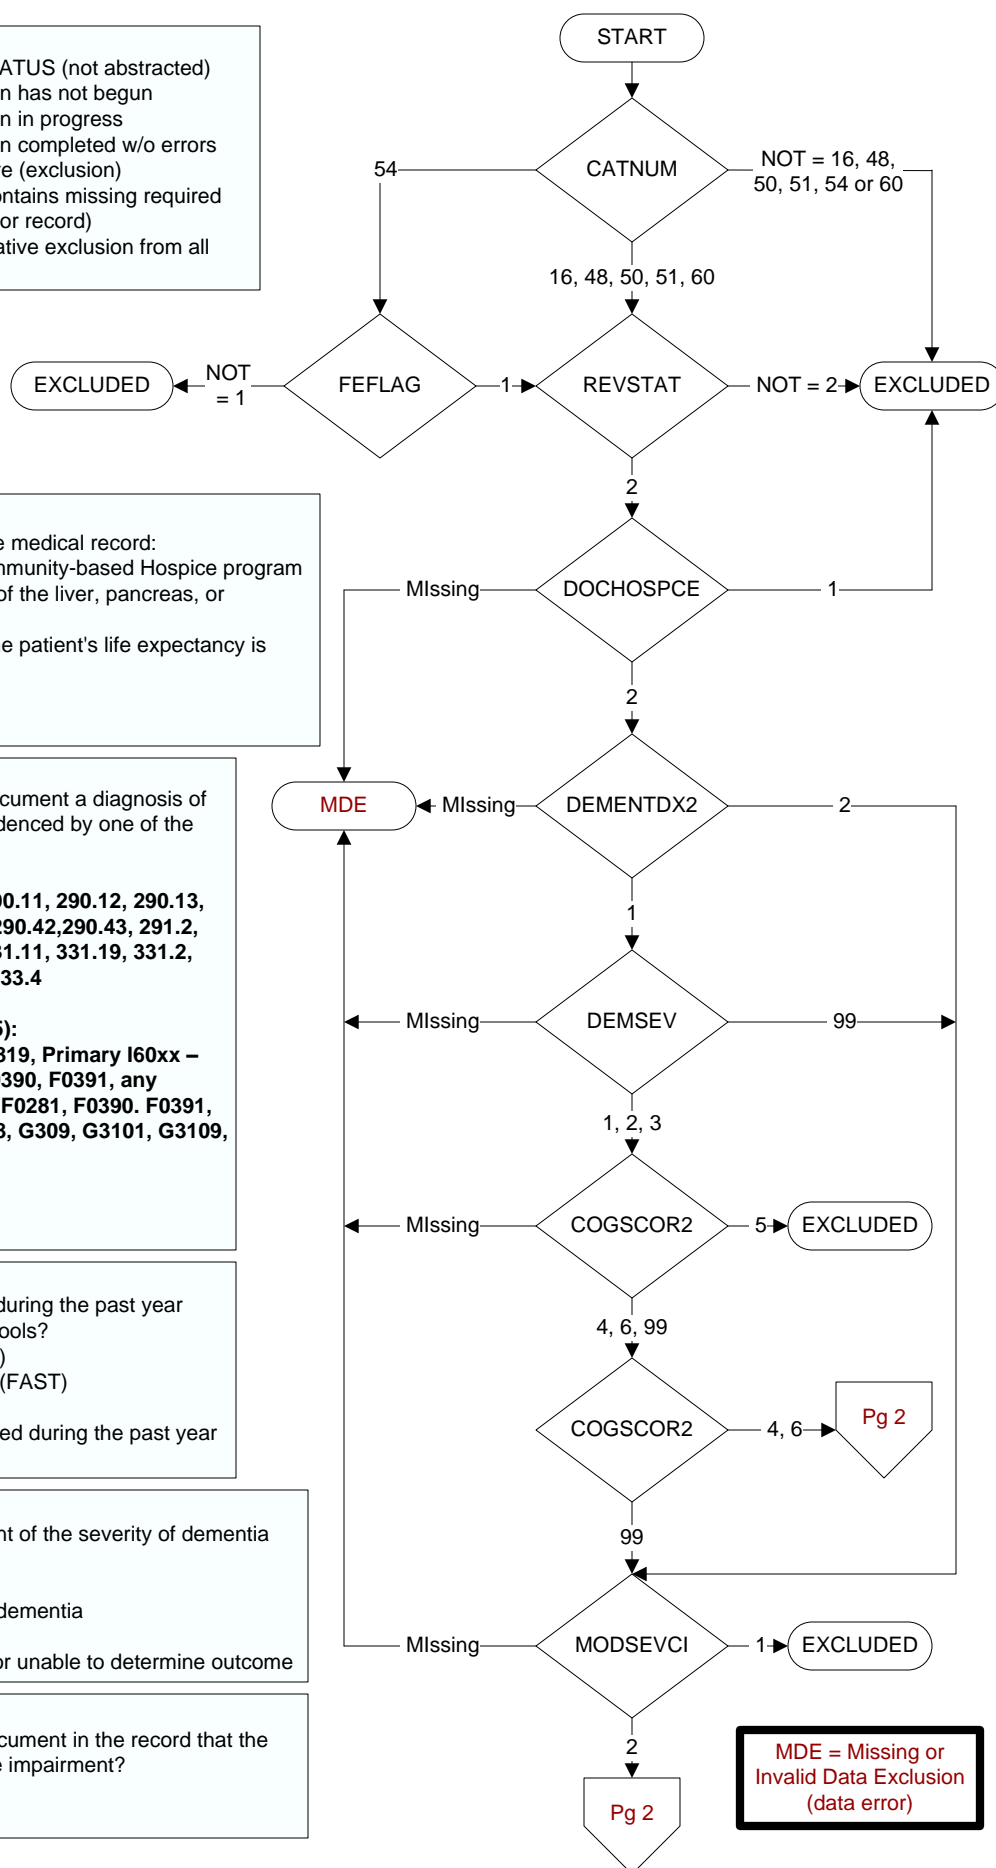 START
ATUS (not abstracted)
n has not begun
n in progress
n completed w/o errors
e (exclusion)
ontains missing required
or record)
ative exclusion from all
CATNUM
54
NOT = 16, 48,
50, 51, 54 or 60
16, 48, 50, 51, 60
EXCLUDED
NOT
= 1
FEFLAG
1
REVSTAT
NOT = 2
EXCLUDED
2
e medical record:
mmunity-based Hospice program
of the liver, pancreas, or
e patient's life expectancy is
MIssing
DOCHOSPCE
1
2
MDE
MIssing
DEMENTDX2
2
1
cument a diagnosis of
denced by one of the
90.11, 290.12, 290.13,
290.42,290.43, 291.2,
31.11, 331.19, 331.2,
33.4
5):
319, Primary I60xx –
0390, F0391, any
F0281, F0390. F0391,
8, G309, G3101, G3109,
MIssing
DEMSEV
99
1, 2, 3
MIssing
COGSCOR2
5
EXCLUDED
4, 6, 99
during the past year
ools?
)
(FAST)
ed during the past year
COGSCOR2
4, 6
Pg 2
99
nt of the severity of dementia
dementia
or unable to determine outcome
MIssing
MODSEVCI
1
EXCLUDED
2
cument in the record that the
e impairment?
Pg 2
MDE = Missing or
Invalid Data Exclusion
(data error)